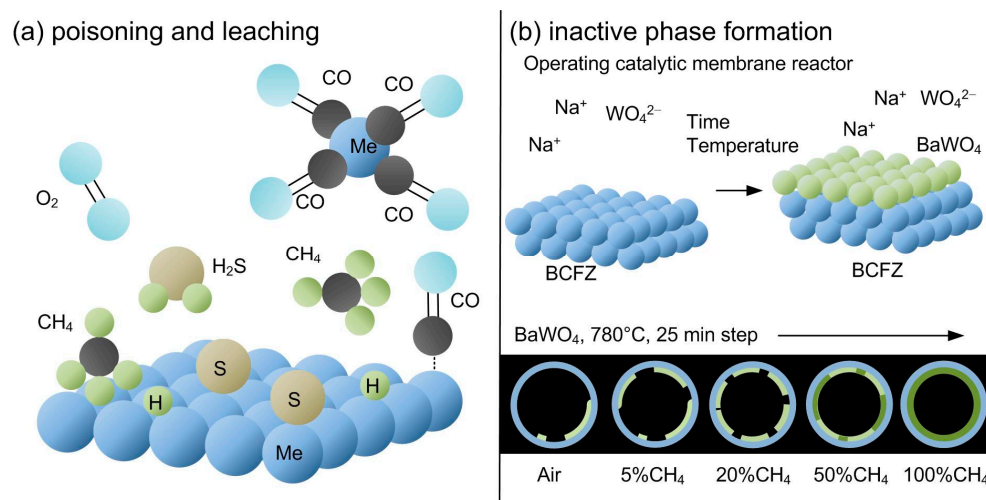 (a) poisoning and leaching
CO
CO
Me
CO
CO
O₂
H₂S
CH₄
CO
CH₄
S
H
S
H
Me
(b) inactive phase formation
Operating catalytic membrane reactor
Na⁺ WO₄²⁻
Na⁺
Time
Temperature
Na⁺ WO₄²⁻
Na⁺
BaWO₄
BCFZ
BCFZ
BaWO₄, 780°C, 25 min step
Air 5%CH₄ 20%CH₄ 50%CH₄ 100%CH₄